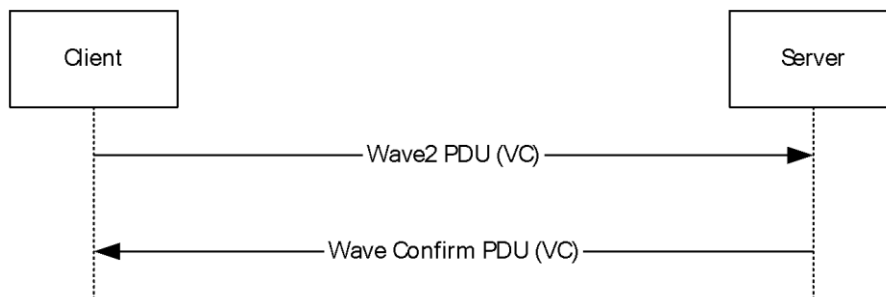 Client
Server
Wave2 PDU (VC)
Wave Confirm PDU (VC)